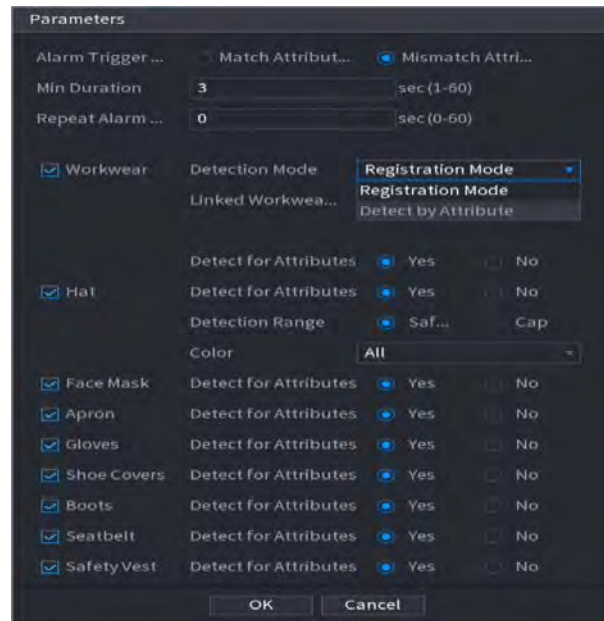 Parameters
Alarm Trigger ... Match Attribut... Mismatch Attri...
Min Duration 3 sec(1-60)
Repeat Alarm ... 0 sec(0-60)
Workwear Detection Mode Registration Mode
Registration Mode
Linked Workwea...
Detect by Attribute
Detect for Attributes Yes No
Hat Detect for Attributes Yes No
Detection Range Saf... Cap
Color All
Face Mask Detect for Attributes Yes No
Apron Detect for Attributes Yes No
Gloves Detect for Attributes Yes No
Shoe Covers Detect for Attributes Yes No
Boots Detect for Attributes Yes No
Seatbelt Detect for Attributes Yes No
Safety Vest Detect for Attributes Yes No
OK Cancel